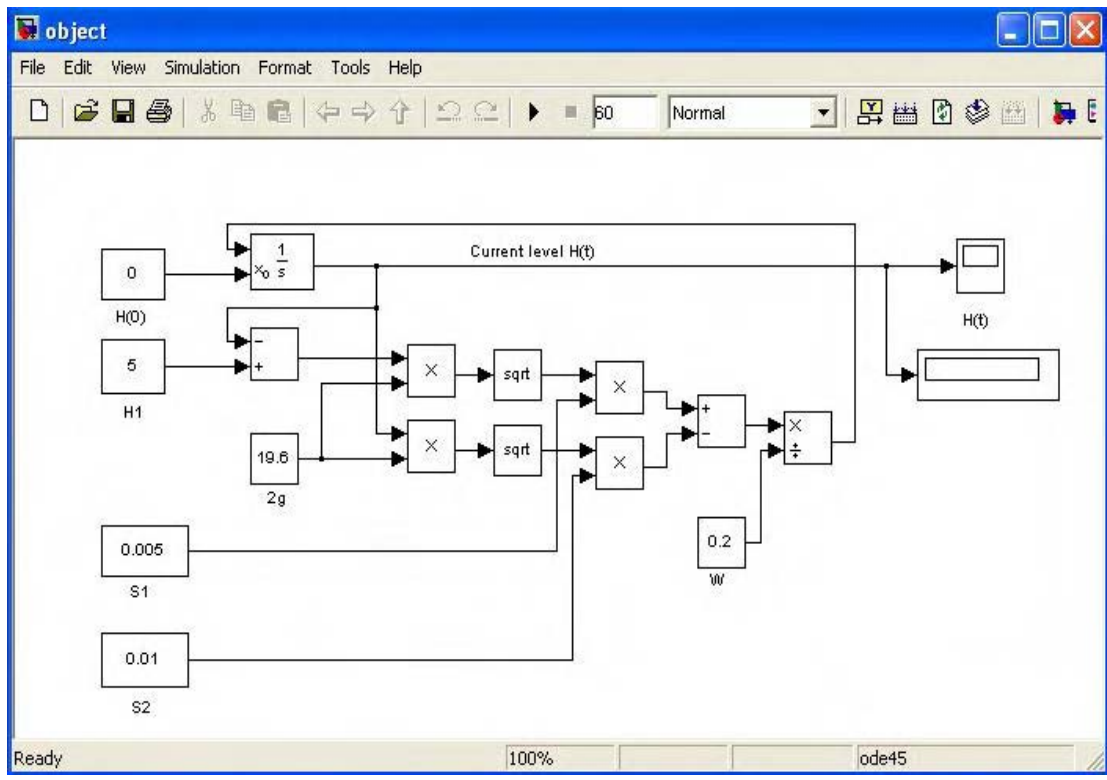 object
File Edit View Simulation Format Tools Help
60 Normal
1
x0 s
Current level H(t)
0
H(0)
H(t)
−
+
5
H1
×
sqrt
×
+
−
×
÷
×
sqrt
×
19.6
2g
0.005
S1
0.2
W
0.01
S2
Ready 100% ode45